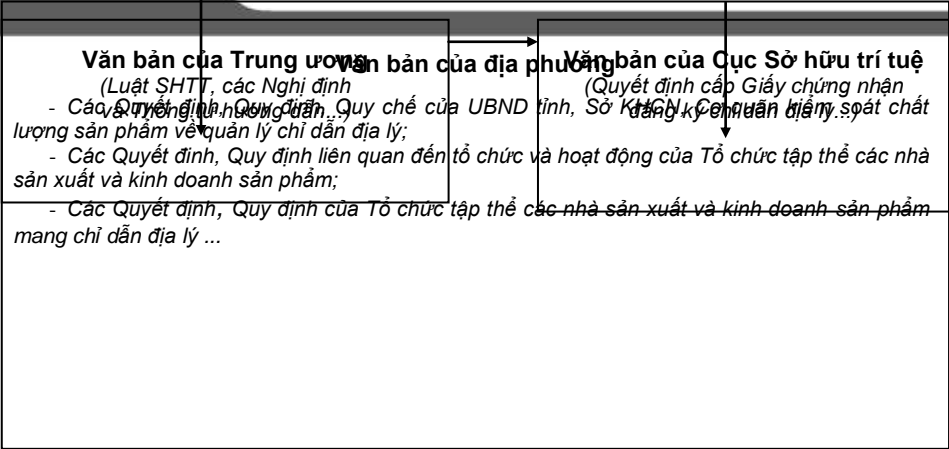 Văn bản của Trung ương
(Luật SHTT, các Nghị định
và Thông tư hướng dẫn...)
Văn bản của Cục Sở hữu trí tuệ
(Quyết định cấp Giấy chứng nhận
đăng ký chỉ dẫn địa lý...)
Văn bản của địa phương
- Các Quyết định, Quy định, Quy chế của UBND tỉnh, Sở KHCN, Cơ quan kiểm soát chất
lượng sản phẩm về quản lý chỉ dẫn địa lý;
- Các Quyết đinh, Quy định liên quan đến tổ chức và hoạt động của Tổ chức tập thể các nhà
sản xuất và kinh doanh sản phẩm;
- Các Quyết định, Quy định của Tổ chức tập thể các nhà sản xuất và kinh doanh sản phẩm
mang chỉ dẫn địa lý ...